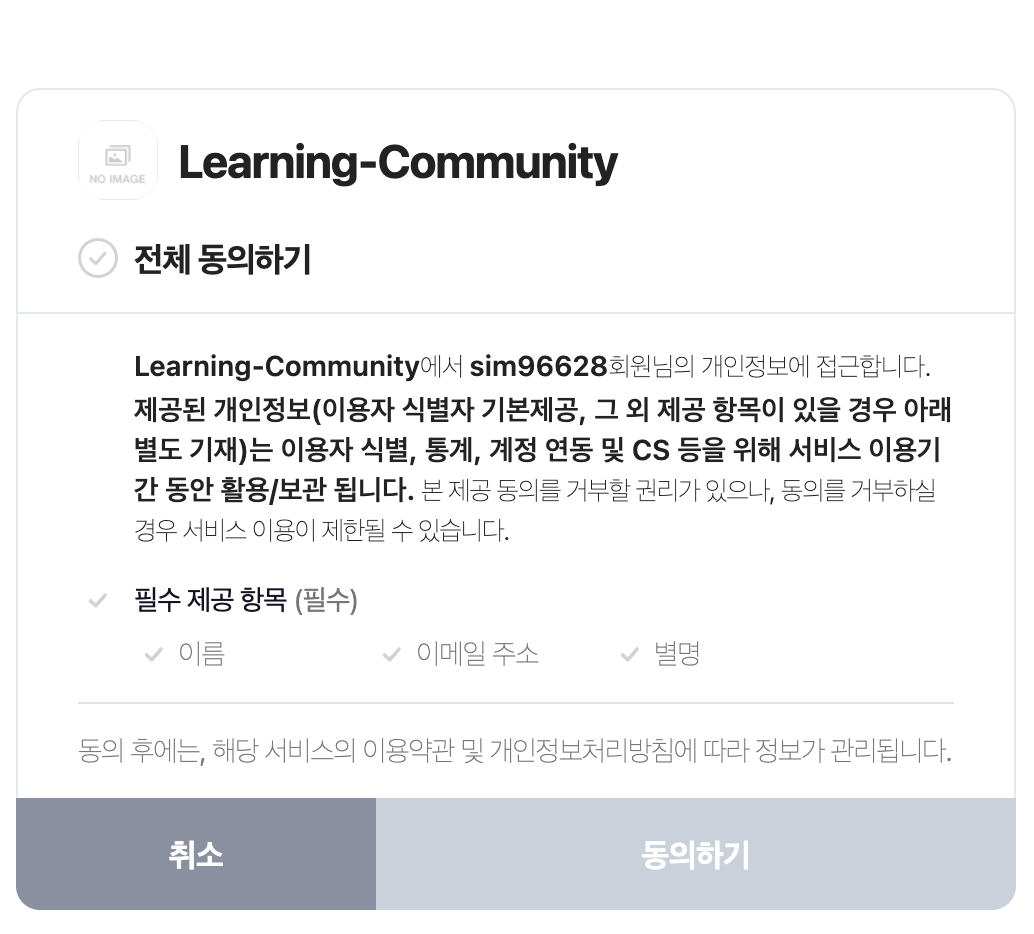 NO IMAGE
Learning-Community
전체 동의하기
Learning-Community에서 sim96628회원님의 개인정보에 접근합니다.
제공된 개인정보(이용자 식별자 기본제공, 그 외 제공 항목이 있을 경우 아래
별도 기재)는 이용자 식별, 통계, 계정 연동 및 CS 등을 위해 서비스 이용기
간 동안 활용/보관 됩니다. 본 제공 동의를 거부할 권리가 있으나, 동의를 거부하실
경우 서비스 이용이 제한될 수 있습니다.
필수 제공 항목 (필수)
이름 이메일 주소 별명
동의 후에는, 해당 서비스의 이용약관 및 개인정보처리방침에 따라 정보가 관리됩니다.
취소 동의하기